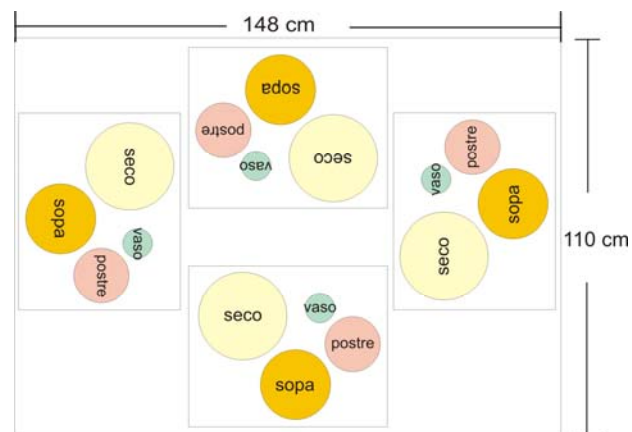 148 cm
sopa
postre
vaso
seco
seco
sopa
vaso
postre
postre
vaso
sopa
seco
110 cm
seco
vaso
postre
sopa